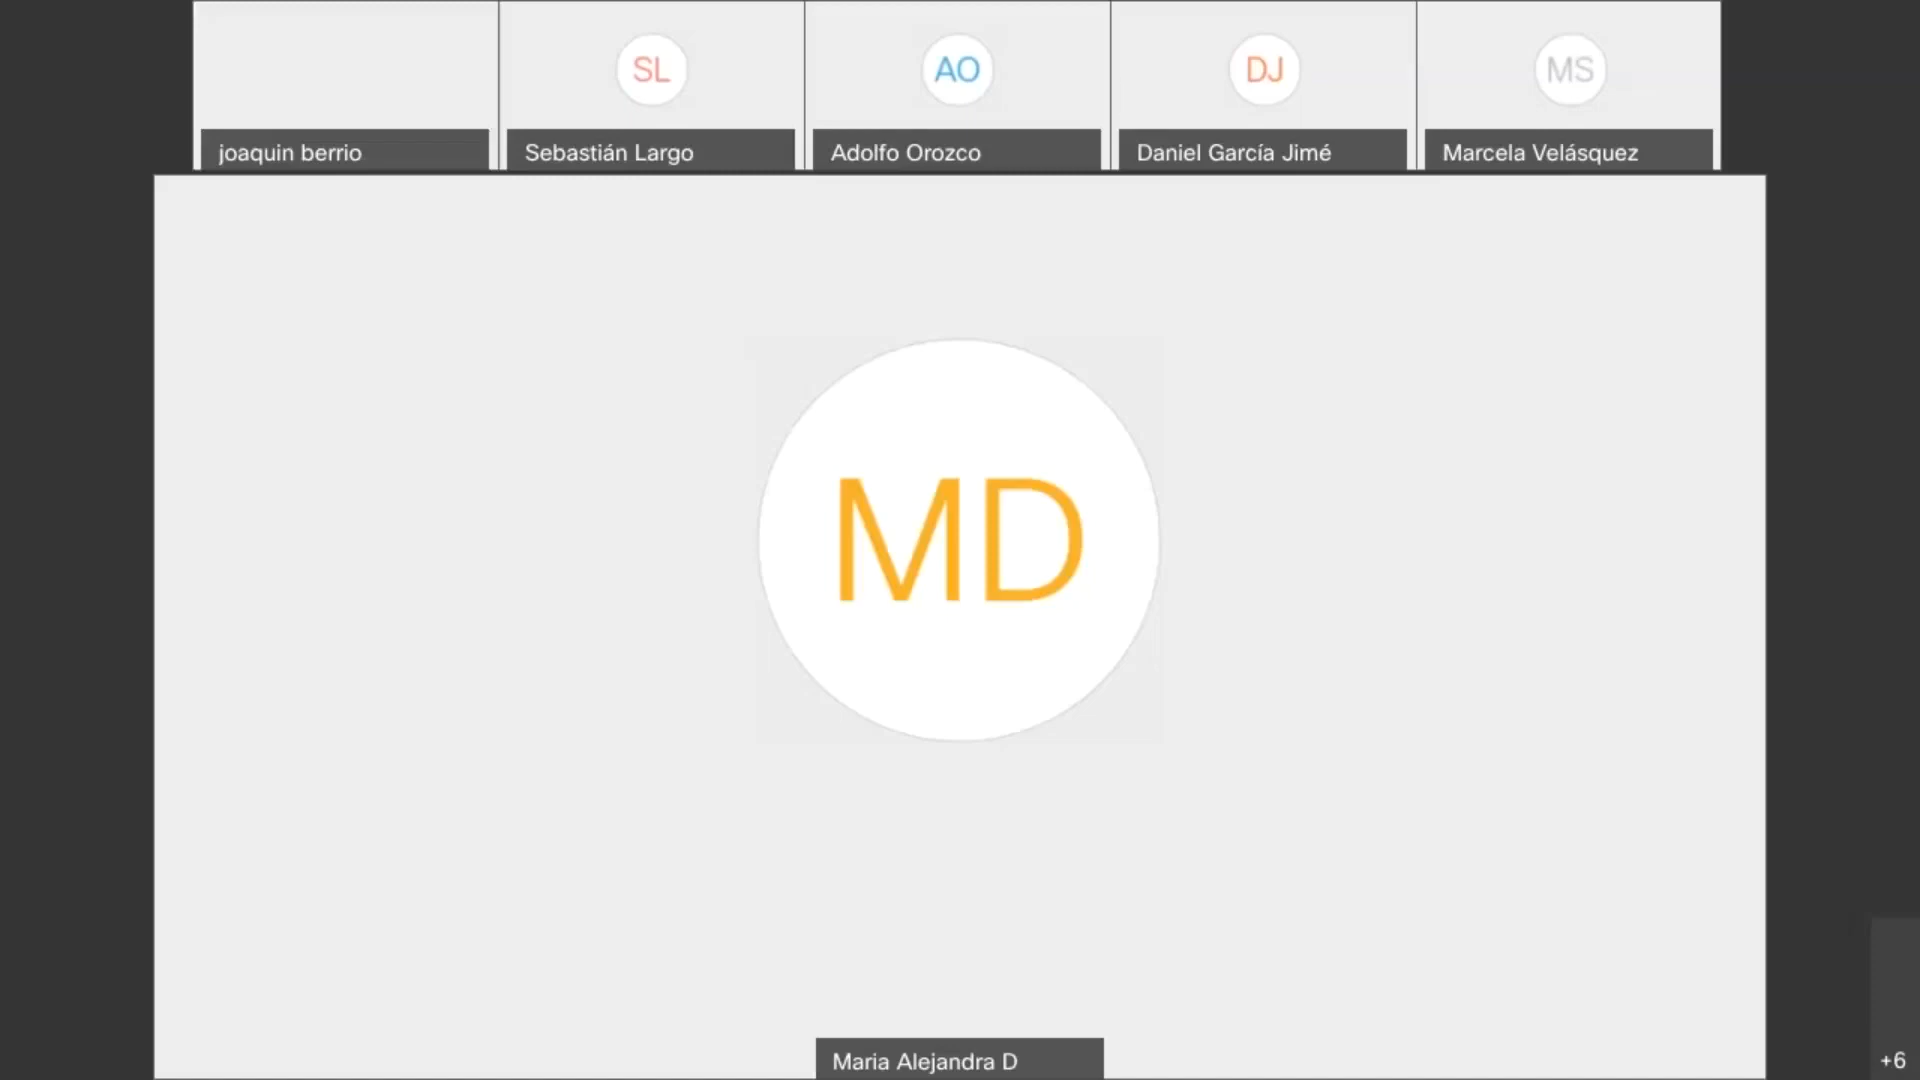 SL
AO
DJ
MS
joaquin berrio
Sebastián Largo
Adolfo Orozco
Daniel García Jimé
Marcela Velásquez
MD
Maria Alejandra D
+6